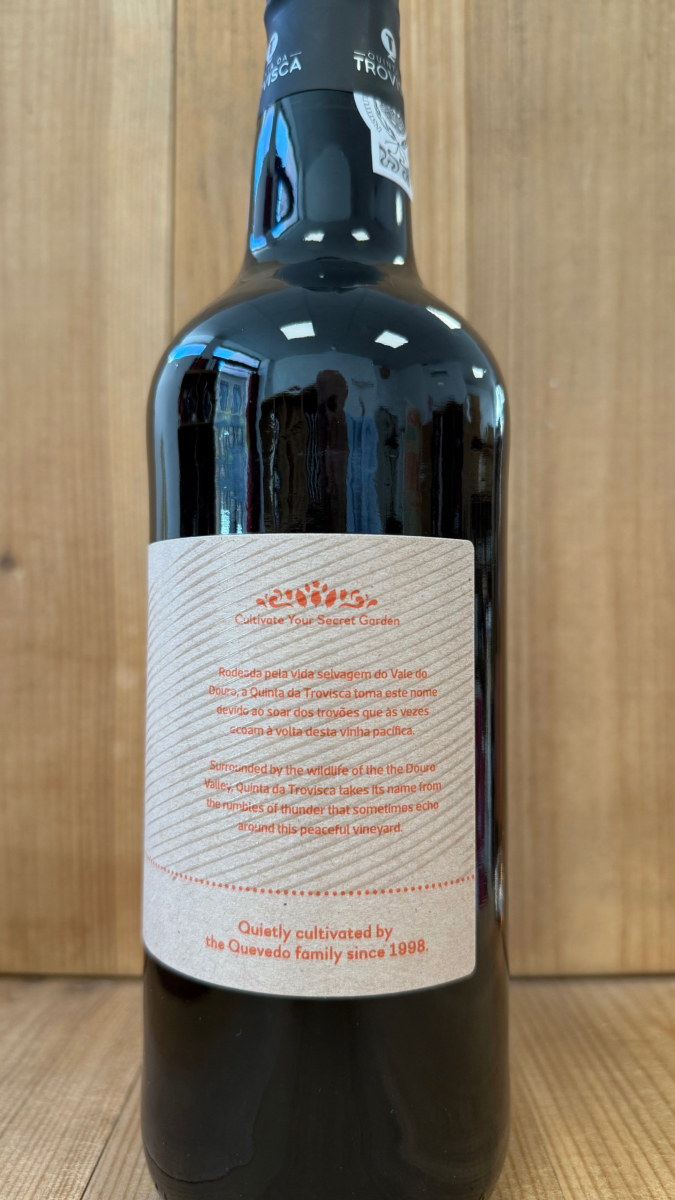 QUINTA DA
TROVISCA
Cultivate Your Secret Garden
Rodeada pela vida selvagem do Vale do
Douro, a Quinta da Trovisca toma este nome
devido ao soar dos trovões que às vezes
ecoam à volta desta vinha pacífica.
Surrounded by the wildlife of the the Douro
Valley, Quinta da Trovisca takes its name from
the rumbles of thunder that sometimes echo
around this peaceful vineyard.
Quietly cultivated by
the Quevedo family since 1998.